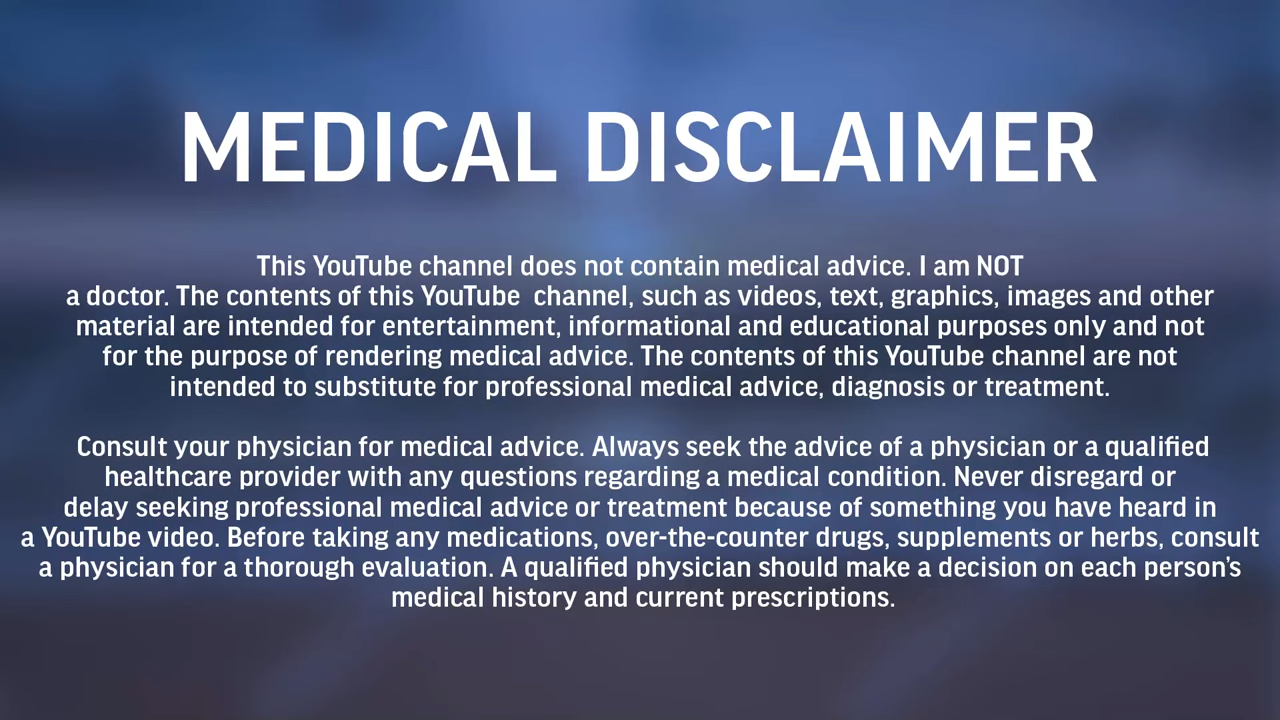 MEDICAL DISCLAIMER
This YouTube channel does not contain medical advice. I am NOT
a doctor. The contents of this YouTube  channel, such as videos, text, graphics, images and other
material are intended for entertainment, informational and educational purposes only and not
for the purpose of rendering medical advice. The contents of this YouTube channel are not
intended to substitute for professional medical advice, diagnosis or treatment.
Consult your physician for medical advice. Always seek the advice of a physician or a qualified
healthcare provider with any questions regarding a medical condition. Never disregard or
delay seeking professional medical advice or treatment because of something you have heard in
a YouTube video. Before taking any medications, over-the-counter drugs, supplements or herbs, consult
a physician for a thorough evaluation. A qualified physician should make a decision on each person’s
medical history and current prescriptions.